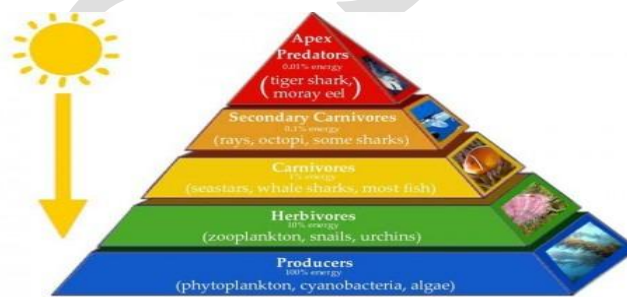 Apex
Predators
0.01% energy
(tiger shark,
moray eel)
Secondary Carnivores
0.1% energy
(rays, octopi, some sharks)
Carnivores
1% energy
(seastars, whale sharks, most fish)
Herbivores
10% energy
(zooplankton, snails, urchins)
Producers
100% energy
(phytoplankton, cyanobacteria, algae)